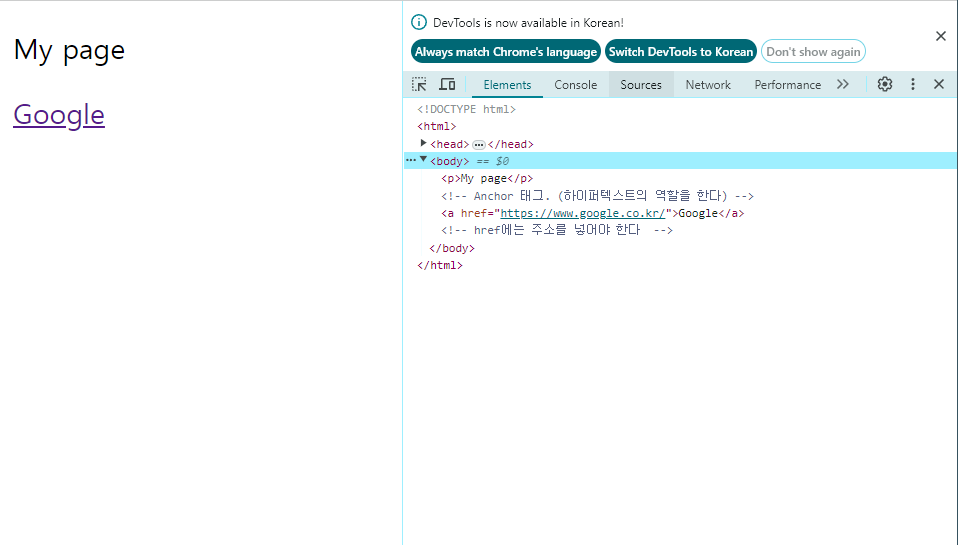 My page
Google
DevTools is now available in Korean!
Always match Chrome's language Switch DevTools to Korean Don't show again
Elements Console Sources Network Performance
<!DOCTYPE html>
<html>
<head>…</head>
<body> == $0
<p>My page</p>
<!-- Anchor 태그. (하이퍼텍스트의 역할을 한다) -->
<a href="https://www.google.co.kr/">Google</a>
<!-- href에는 주소를 넣어야 한다  -->
</body>
</html>